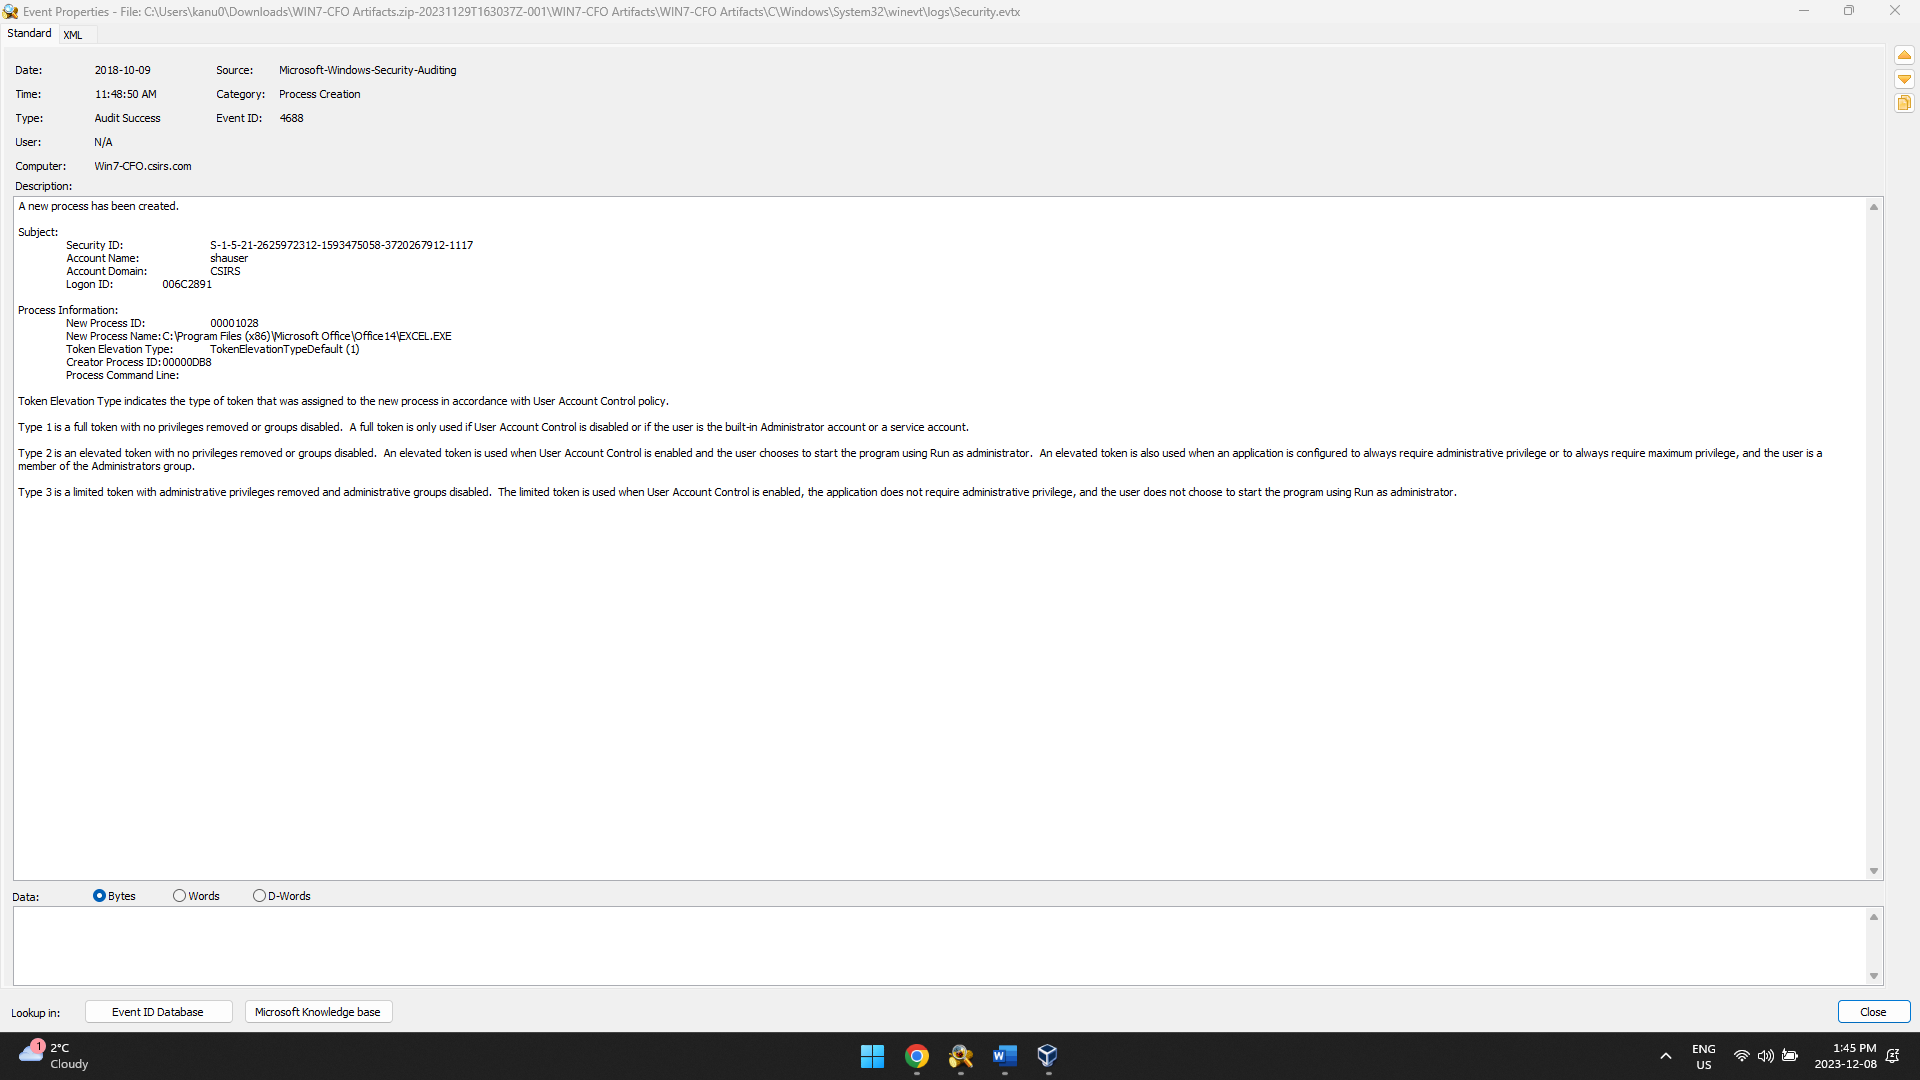 Event Properties - File: C:\Users\kanu0\Downloads\WIN7-CFO Artifacts.zip-20231129T163037Z-001\WIN7-CFO Artifacts\WIN7-CFO Artifacts\C\Windows\System32\winevt\logs\Security.evtx
Standard XML
Date: 2018-10-09 Source: Microsoft-Windows-Security-Auditing
Time: 11:48:50 AM Category: Process Creation
Type: Audit Success Event ID: 4688
User: N/A
Computer: Win7-CFO.csirs.com
Description:
A new process has been created.
Subject:
Security ID: S-1-5-21-2625972312-1593475058-3720267912-1117
Account Name: shauser
Account Domain: CSIRS
Logon ID: 006C2891
Process Information:
New Process ID: 00001028
New Process Name: C:\Program Files (x86)\Microsoft Office\Office14\EXCEL.EXE
Token Elevation Type: TokenElevationTypeDefault (1)
Creator Process ID: 00000DB8
Process Command Line:
Token Elevation Type indicates the type of token that was assigned to the new process in accordance with User Account Control policy.
Type 1 is a full token with no privileges removed or groups disabled. A full token is only used if User Account Control is disabled or if the user is the built-in Administrator account or a service account.
Type 2 is an elevated token with no privileges removed or groups disabled. An elevated token is used when User Account Control is enabled and the user chooses to start the program using Run as administrator. An elevated token is also used when an application is configured to always require administrative privilege or to always require maximum privilege, and the user is a
member of the Administrators group.
Type 3 is a limited token with administrative privileges removed and administrative groups disabled. The limited token is used when User Account Control is enabled, the application does not require administrative privilege, and the user does not choose to start the program using Run as administrator.
Data: Bytes Words D-Words
Lookup in: Event ID Database Microsoft Knowledge base Close
1 2°C
Cloudy
W
ENG
US
1:45 PM
2023-12-08